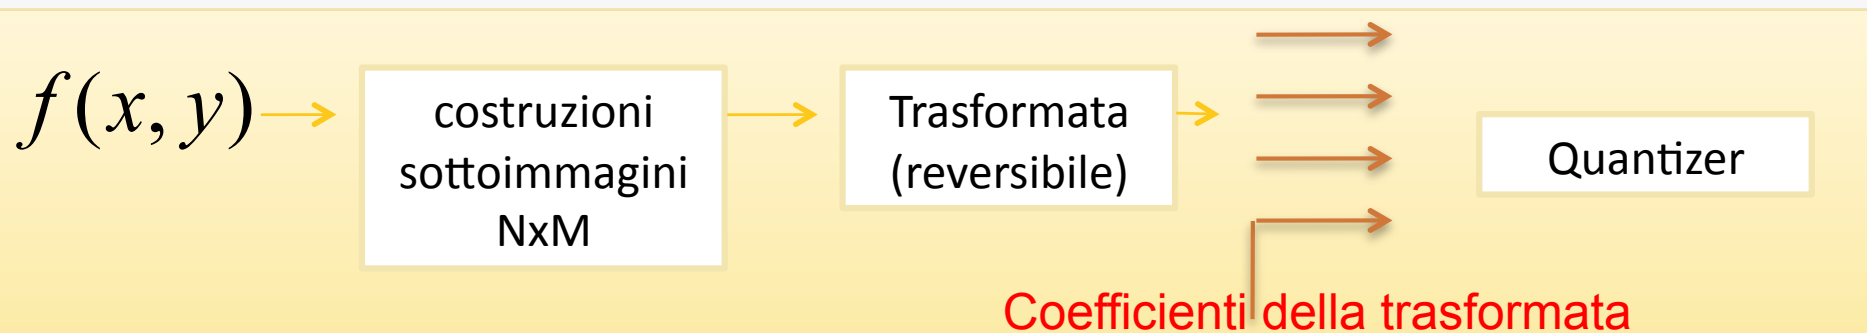 f(x, y)
costruzioni
sottoimmagini
NxM
Trasformata
(reversibile)
Quantizer
Coefficienti della trasformata